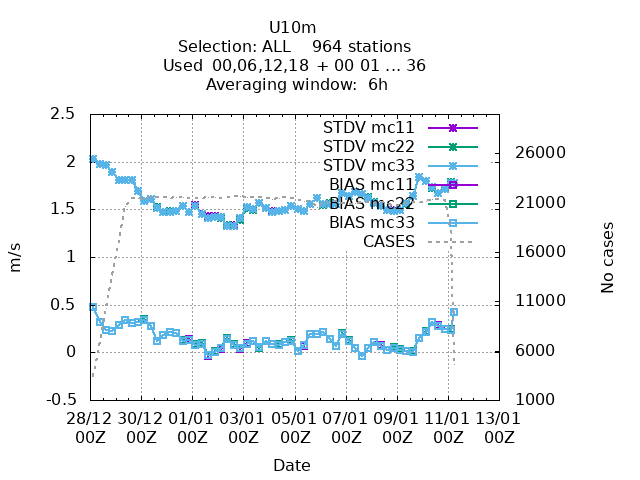 U10m
Selection: ALL 964 stations
Used 00,06,12,18 + 00 01 ... 36
Averaging window: 6h
2.5
2
1.5
1
0.5
0
-0.5
m/s
STDV mc11
STDV mc22
STDV mc33
BIAS mc11
BIAS mc22
BIAS mc33
CASES
26000
21000
16000
11000
6000
1000
No cases
28/12 30/12 01/01 03/01 05/01 07/01 09/01 11/01 13/01
00Z 00Z 00Z 00Z 00Z 00Z 00Z 00Z 00Z
Date